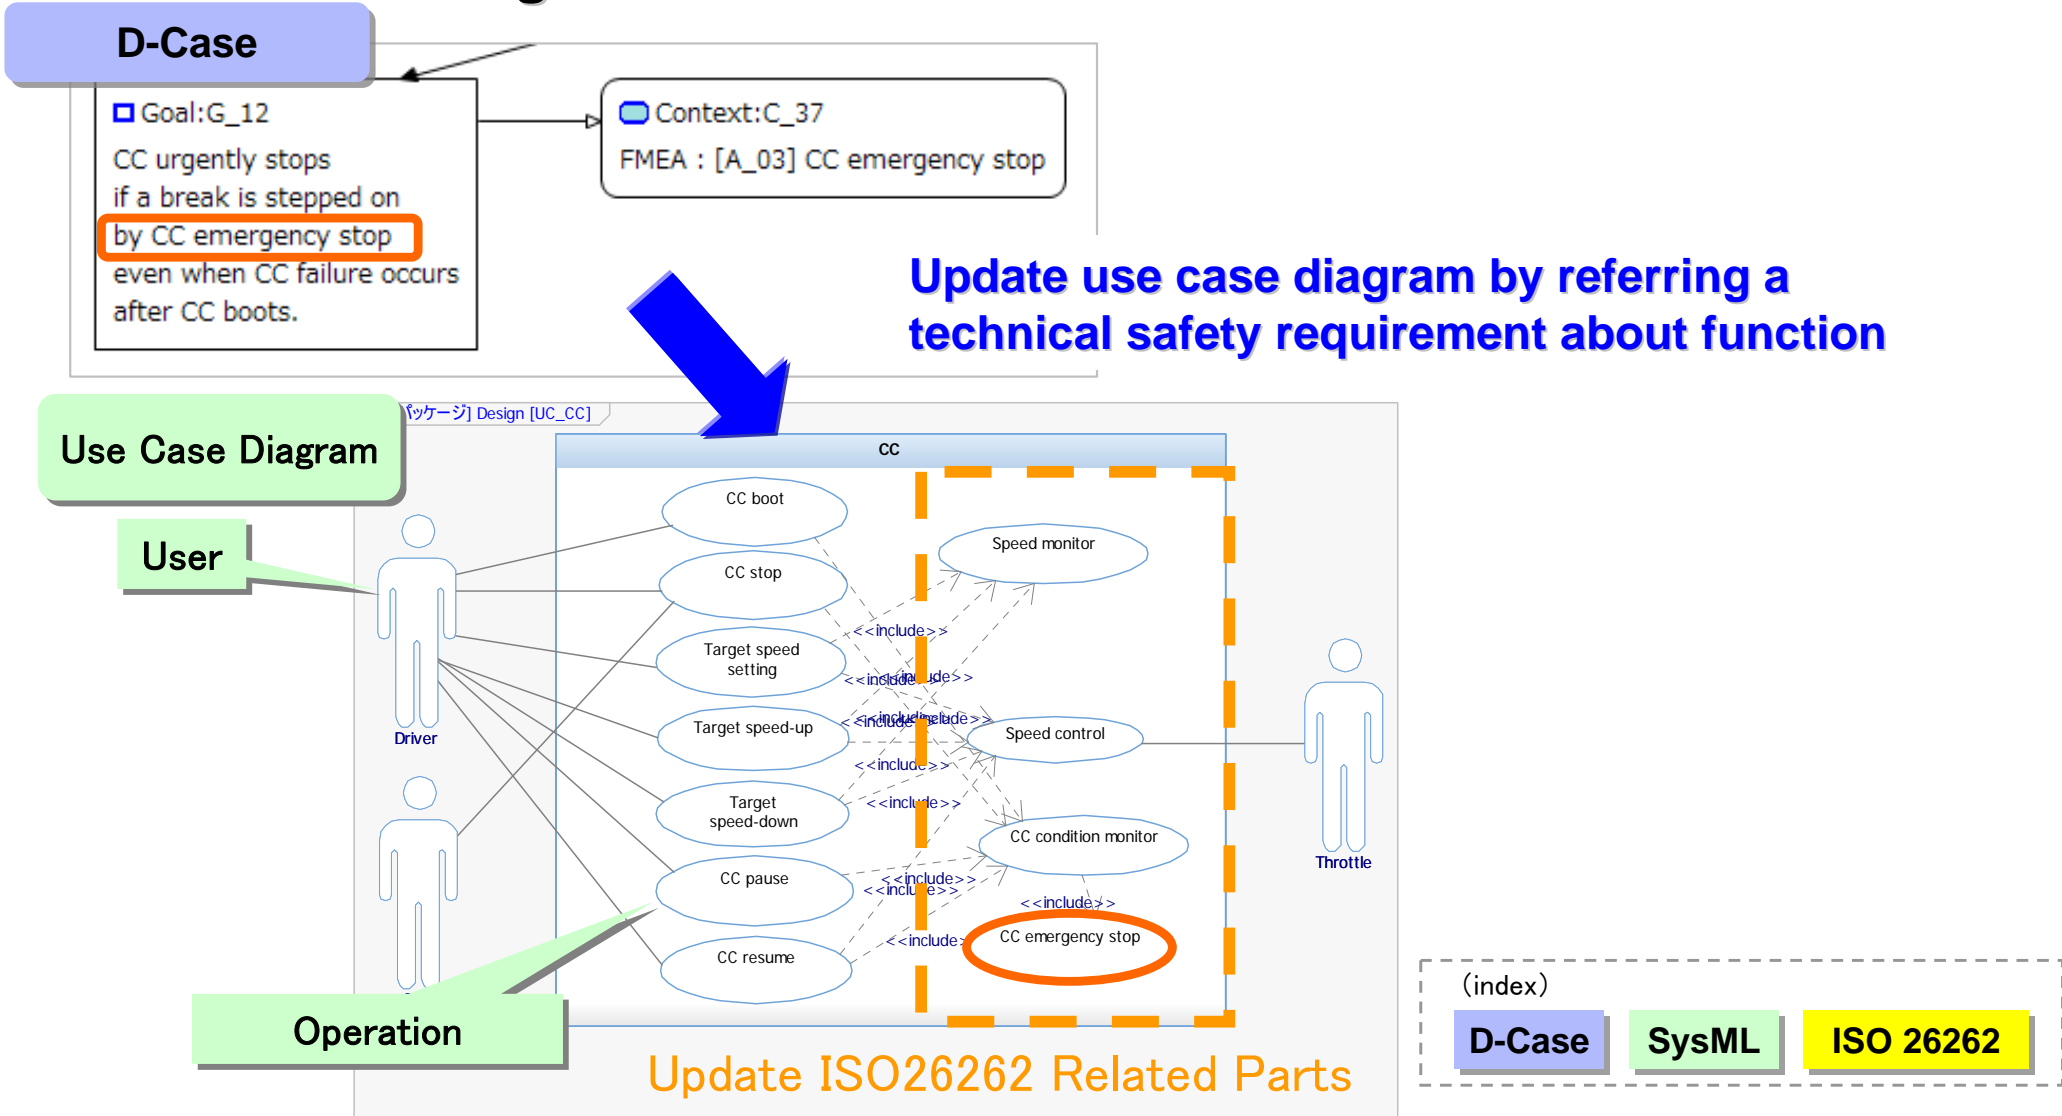 D-Case
Goal:G_12
CC urgently stops
if a break is stepped on
by CC emergency stop
even when CC failure occurs
after CC boots.
Context:C_37
FMEA : [A_03] CC emergency stop
Update use case diagram by referring a
technical safety requirement about function
Use Case Diagram
パッケージ] Design [UC_CC]
CC
User
CC boot
CC stop
Target speed
setting
Target speed-up
Target
speed-down
CC pause
CC resume
Speed monitor
Speed control
CC condition monitor
CC emergency stop
<<include>>
<<include>>
<<include>>
<<include>>
<<include>>
<<include>>
<<include>>
<<include>>
<<include>>
<<include>>
<<include
Driver
Throttle
Operation
Update ISO26262 Related Parts
(index)
D-Case
SysML
ISO 26262